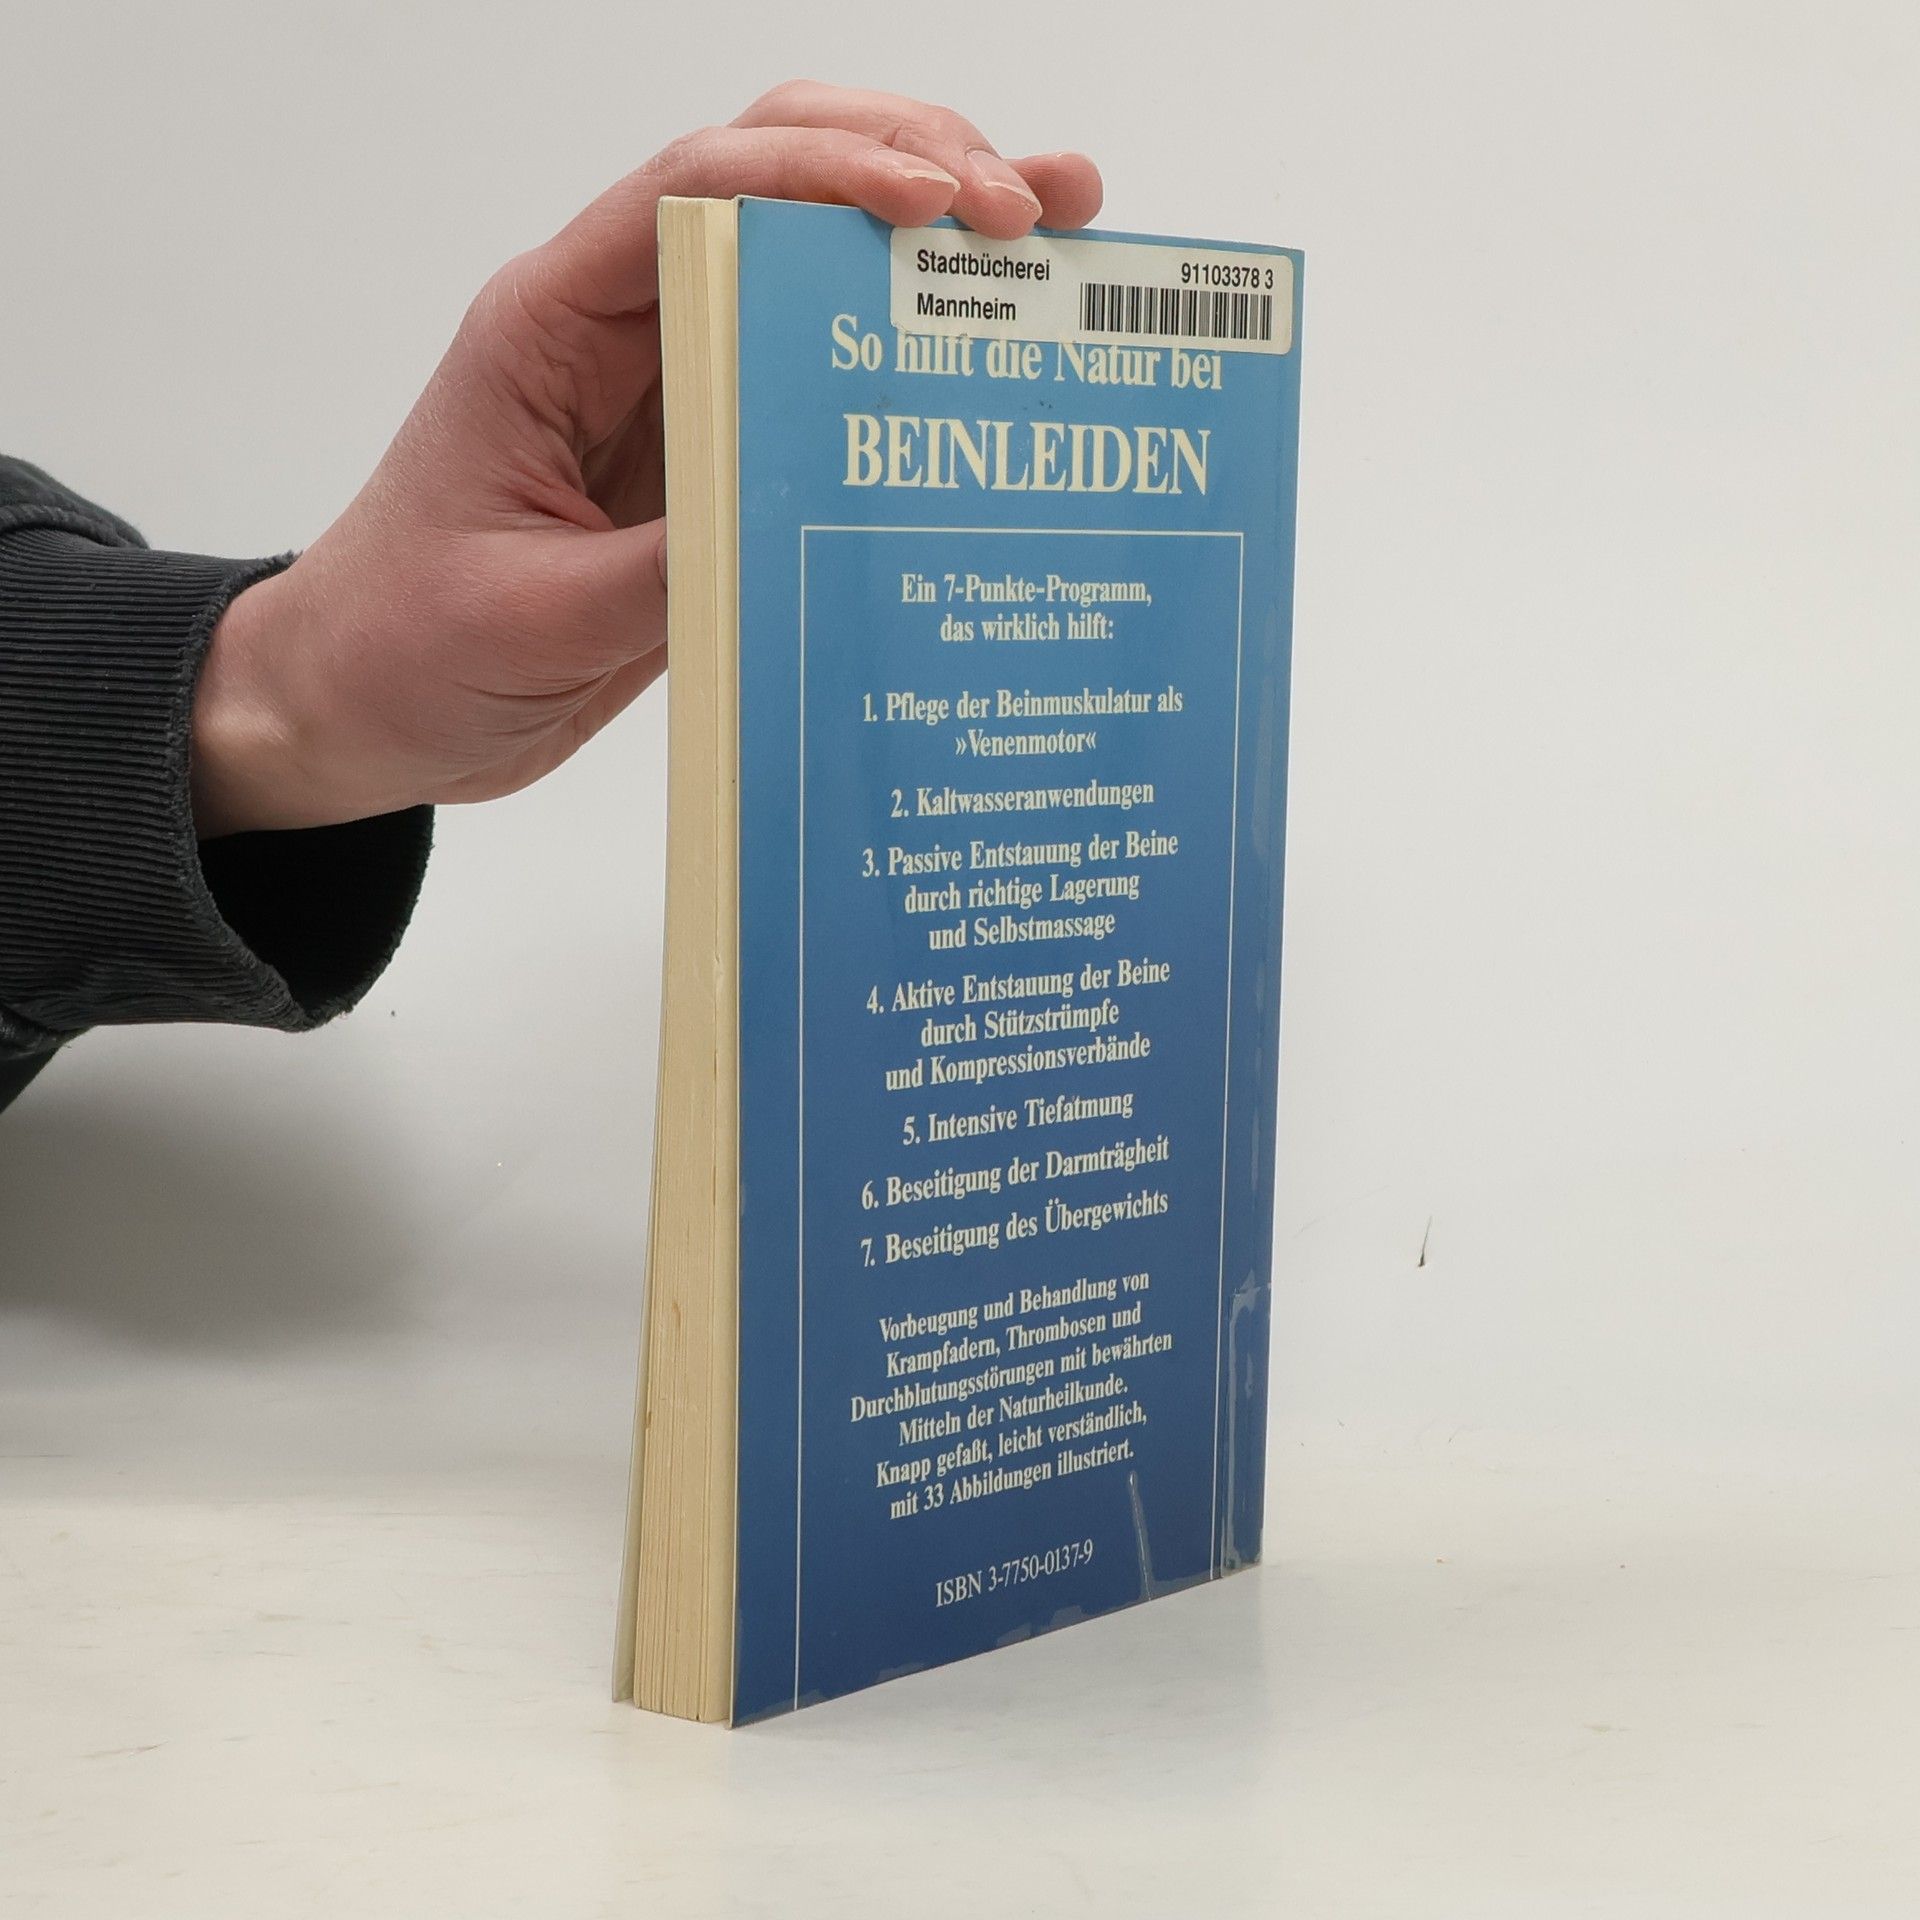 Stadtbücherei
91103378 3
Mannheim
So hilft die Natur bei
BEINLEIDEN
Ein 7-Punkte-Programm,
das wirklich hilft:
1. Pflege der Beinmuskulatur als
»Venenmotor«
2. Kaltwasseranwendungen
3. Passive Entstauung der Beine
durch richtige Lagerung
und Selbstmassage
4. Aktive Entstauung der Beine
durch Stützstrümpfe
und Kompressionsverbände
5. Intensive Tiefatmung
6. Beseitigung der Darmträgheit
7. Beseitigung des Übergewichts
Vorbeugung und Behandlung von
Krampfadern, Thrombosen und
Durchblutungsstörungen mit bewährten
Mitteln der Naturheilkunde.
Knapp gefaßt, leicht verständlich,
mit 33 Abbildungen illustriert.
ISBN 3-7750-0137-9